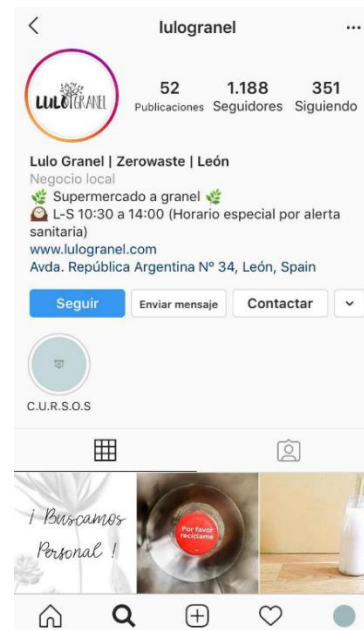 lulogranel
LULO GRANEL
52 1.188 351
Publicaciones Seguidores Siguiendo
Lulo Granel | Zerowaste | León
Negocio local
🌿 Supermercado a granel 🌿
🕰 L-S 10:30 a 14:00 (Horario especial por alerta
sanitaria)
www.lulogranel.com
Avda. República Argentina Nº 34, León, Spain
Seguir Enviar mensaje Contactar
C.U.R.S.O.S
¡ Buscamos
Personal !
Por favor
recíclame